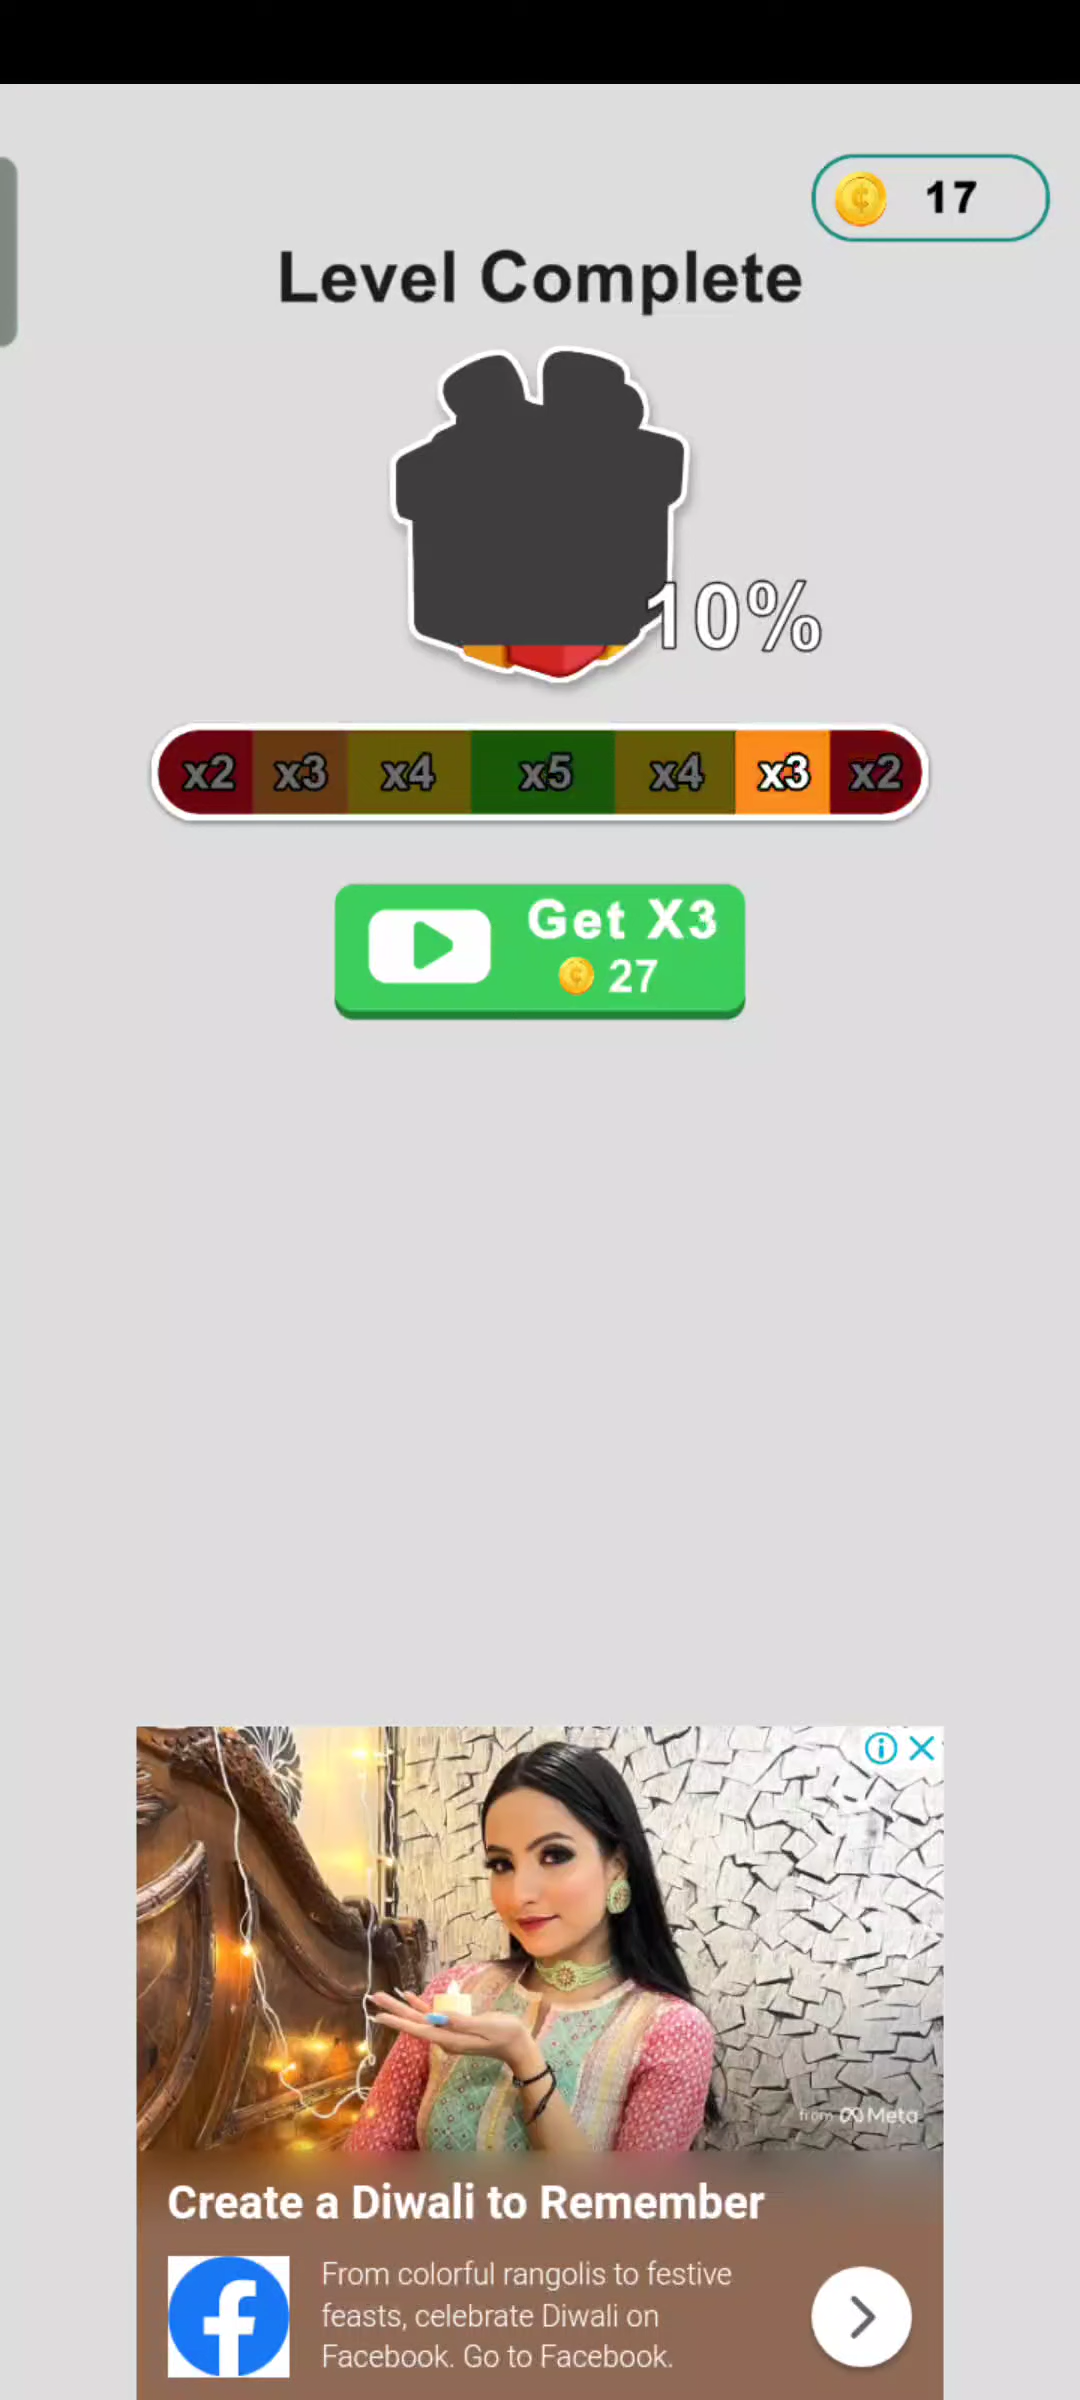 17
Level Complete
10%
x2 x3 x4 x5 x4 x3 x2
Get X3
27
from Meta
Create a Diwali to Remember
From colorful rangolis to festive
feasts, celebrate Diwali on
Facebook. Go to Facebook.